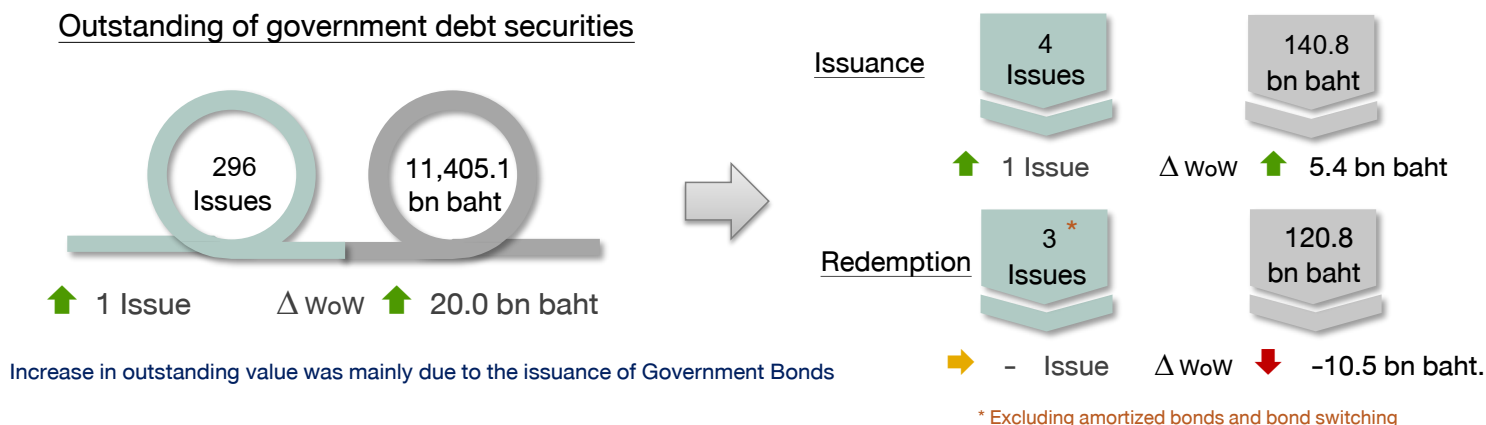 Outstanding of government debt securities
296
Issues
11,405.1
bn baht
1 Issue
Δ WoW
20.0 bn baht
Increase in outstanding value was mainly due to the issuance of Government Bonds
Issuance
4
Issues
140.8
bn baht
1 Issue
Δ WoW
5.4 bn baht
Redemption
3 *
Issues
120.8
bn baht
- Issue
Δ WoW
-10.5 bn baht.
* Excluding amortized bonds and bond switching